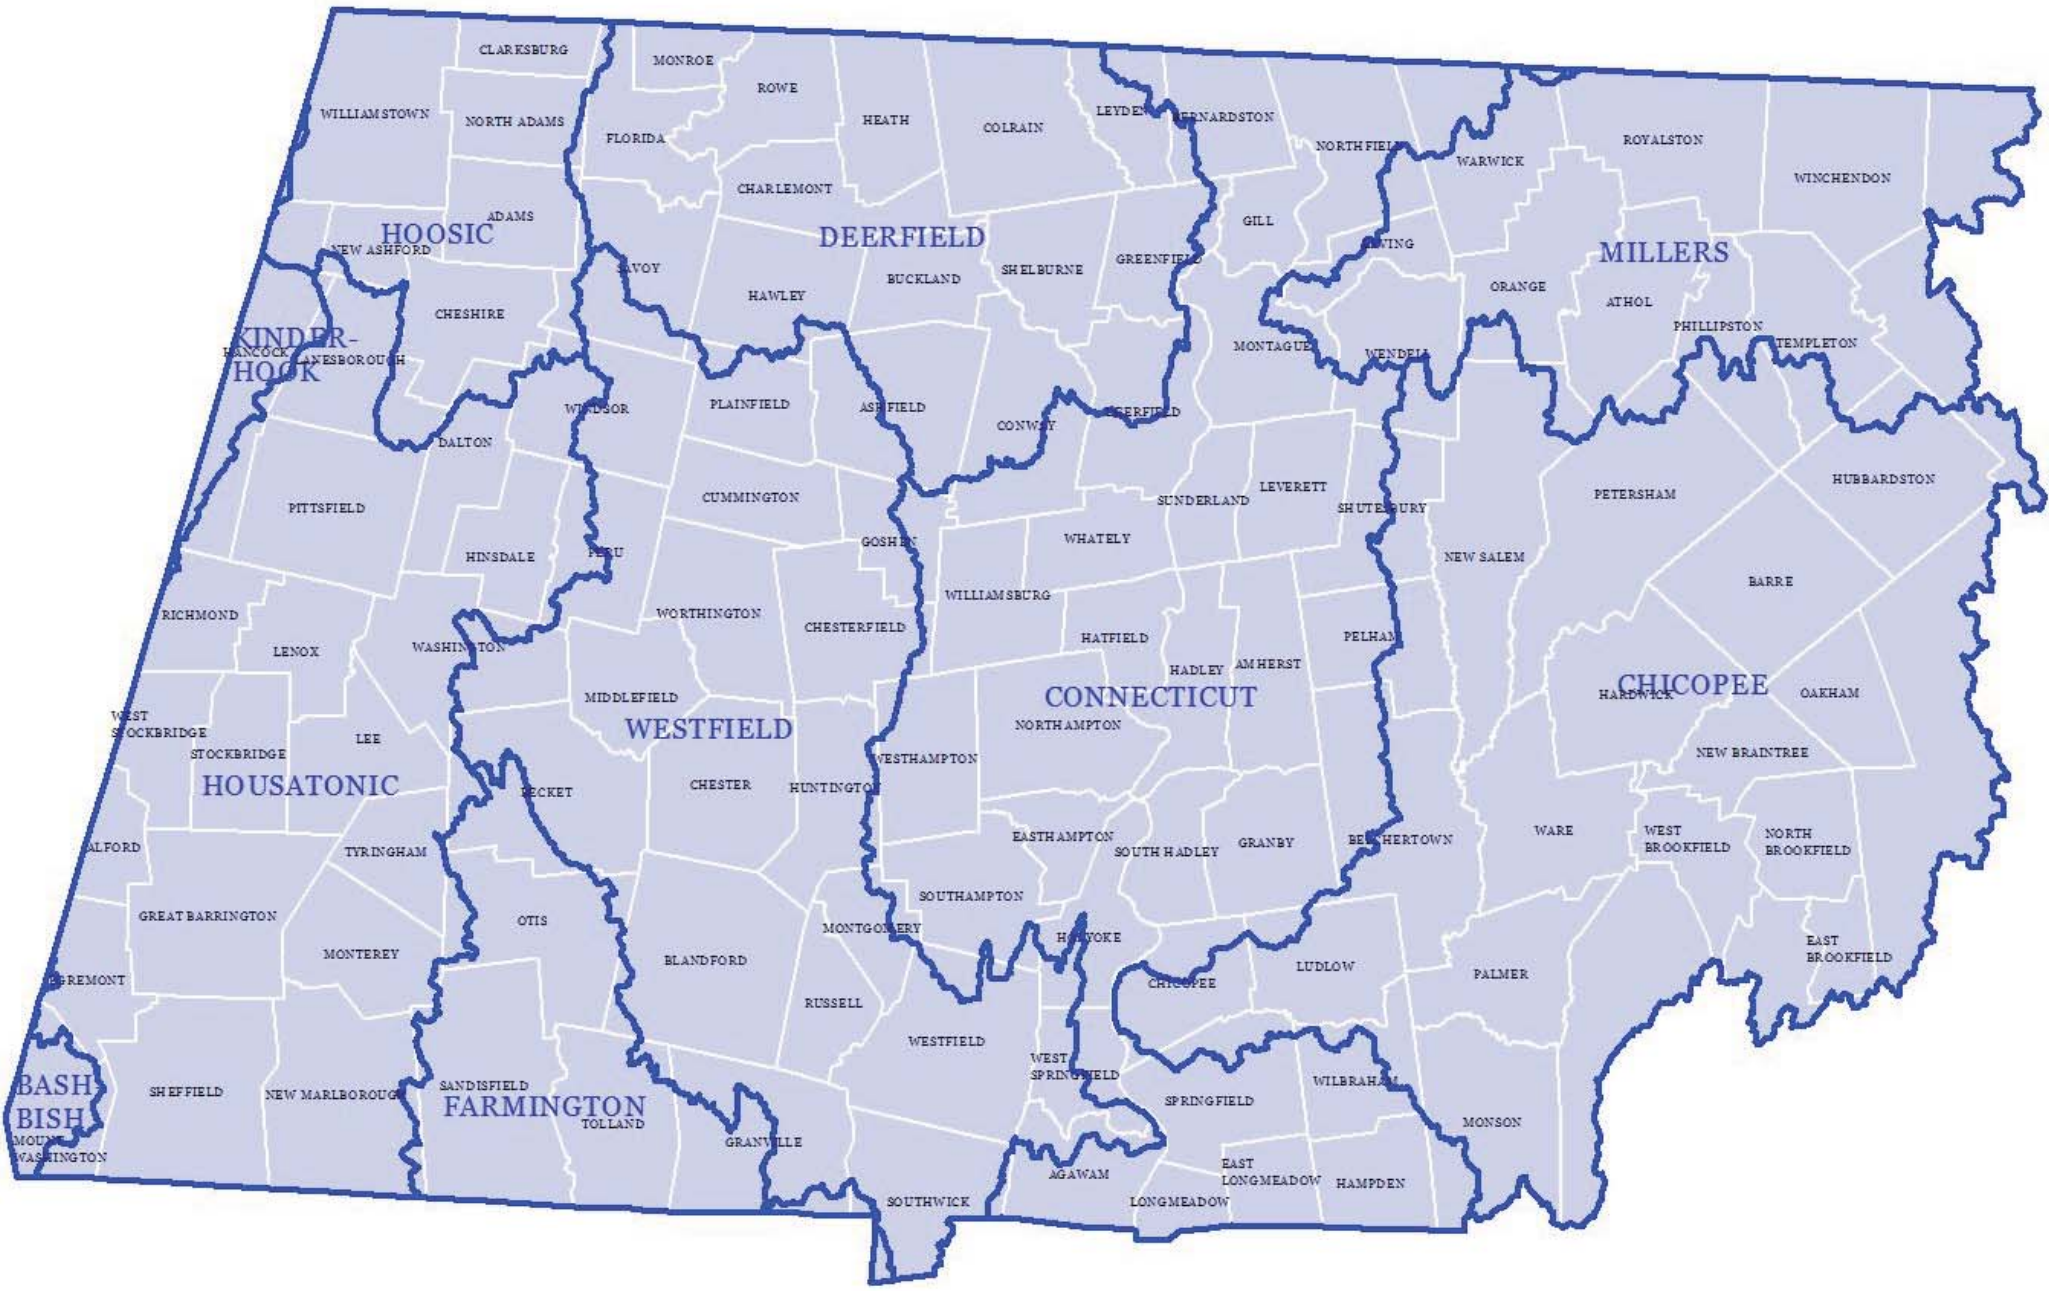 CLARKSBURG
MONROE
ROWE
WILLIAMSTOWN
NORTH ADAMS
FLORIDA
HEATH
COLRAIN
LEYDEN
BERNARDSTON
NORTHFIELD
WARWICK
ROYALSTON
WINCHENDON
CHARLEMONT
ADAMS
GILL
HOOSIC
DEERFIELD
MILLERS
NEW ASHFORD
SAVOY
BUCKLAND
SHELBURNE
GREENFIELD
ERVING
CHESHIRE
HAWLEY
ORANGE
ATHOL
PHILLIPSTON
TEMPLETON
KINDER-
HOOK
HANCOCK
LANESBOROUGH
MONTAGUE
WENDELL
WINDSOR
PLAINFIELD
ASHFIELD
CONWAY
DEERFIELD
DALTON
PITTSFIELD
CUMMINGTON
SUNDERLAND
LEVERETT
SHUTESBURY
PETERSHAM
HUBBARDSTON
HINSDALE
PERU
GOSHEN
WHATELY
NEW SALEM
BARRE
RICHMOND
WORTHINGTON
CHESTERFIELD
WILLIAMSBURG
HATFIELD
PELHAM
LENOX
WASHINGTON
HADLEY
AMHERST
MIDDLEFIELD
CONNECTICUT
CHICOPEE
HARDWICK
OAKHAM
WEST
STOCKBRIDGE
STOCKBRIDGE
LEE
WESTFIELD
NORTHAMPTON
NEW BRAINTREE
HOUSATONIC
BECKET
CHESTER
HUNTINGTON
WESTHAMPTON
ALFORD
TYRINGHAM
EASTHAMPTON
SOUTH HADLEY
GRANBY
BELCHERTOWN
WARE
WEST
BROOKFIELD
NORTH
BROOKFIELD
GREAT BARRINGTON
OTIS
SOUTHAMPTON
MONTEREY
BLANDFORD
MONTGOMERY
HOLYOKE
EAST
BROOKFIELD
EGREMONT
RUSSELL
CHICOPEE
LUDLOW
PALMER
WESTFIELD
WEST
SPRINGFIELD
BASH-
BISH
SHEFFIELD
NEW MARLBOROUGH
SANDISFIELD
FARMINGTON
TOLLAND
SPRINGFIELD
WILBRAHAM
MONSON
MOUNT
WASHINGTON
GRANVILLE
AGAWAM
EAST
LONGMEADOW
HAMPDEN
SOUTHWICK
LONGMEADOW